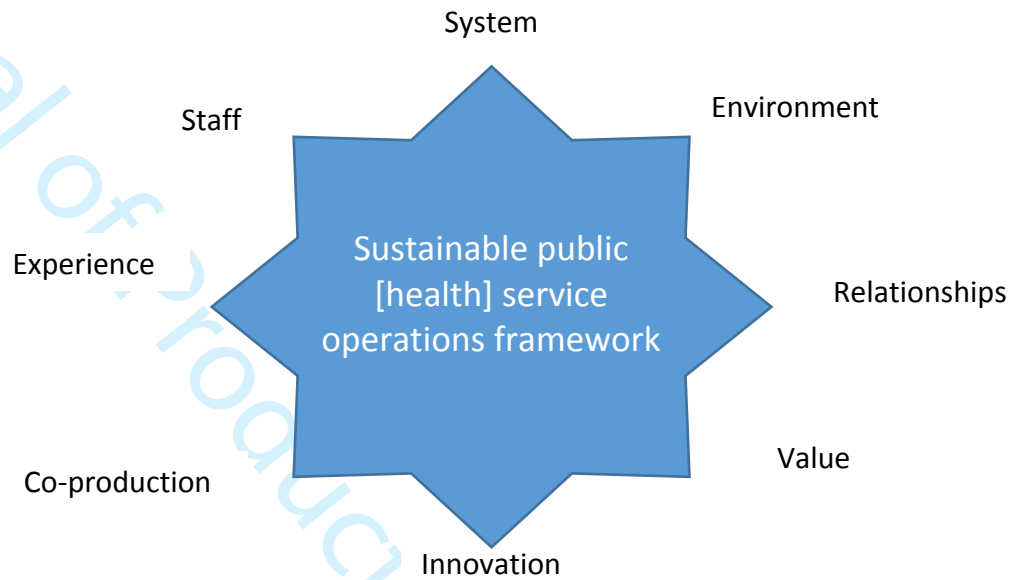 System
Staff
Environment
Sustainable public
[health] service
operations framework
Experience
Relationships
Co-production
Value
Innovation